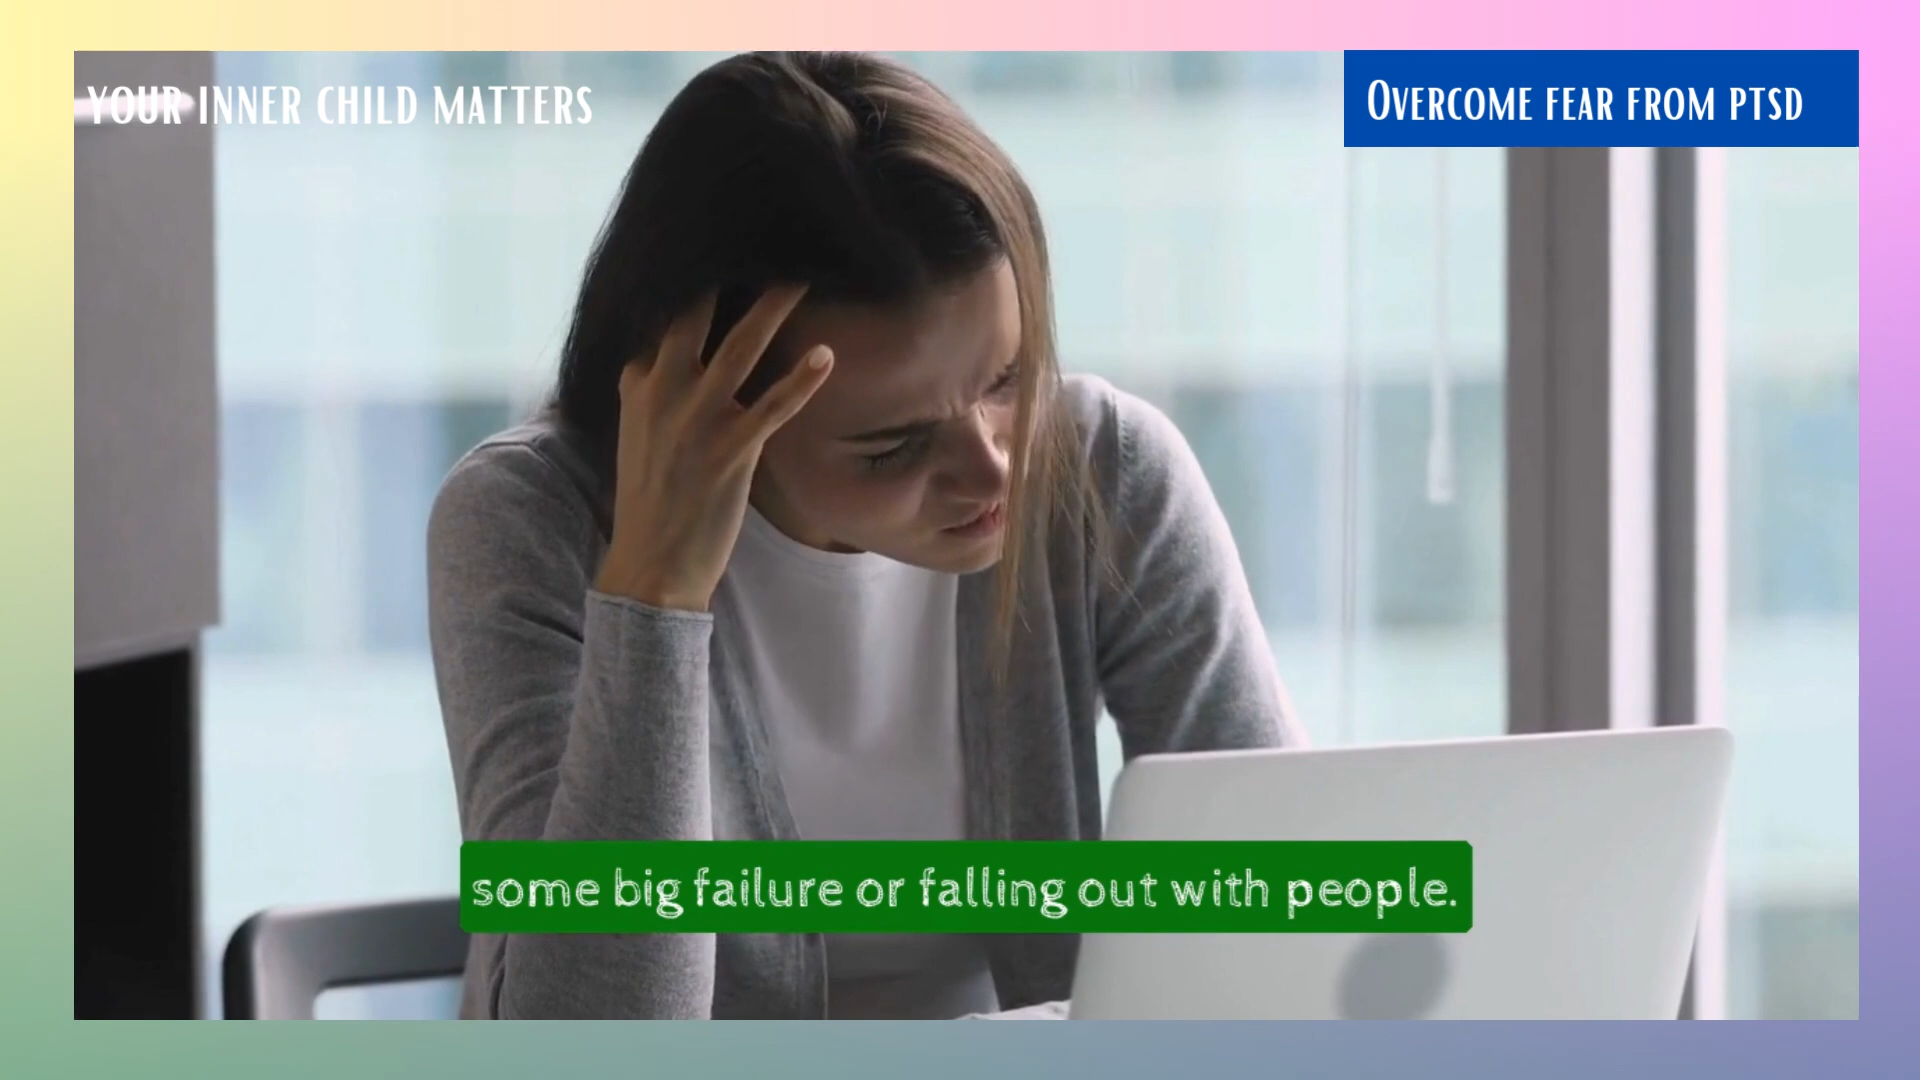 YOUR INNER CHILD MATTERS
OVERCOME FEAR FROM PTSD
some big failure or falling out with people.